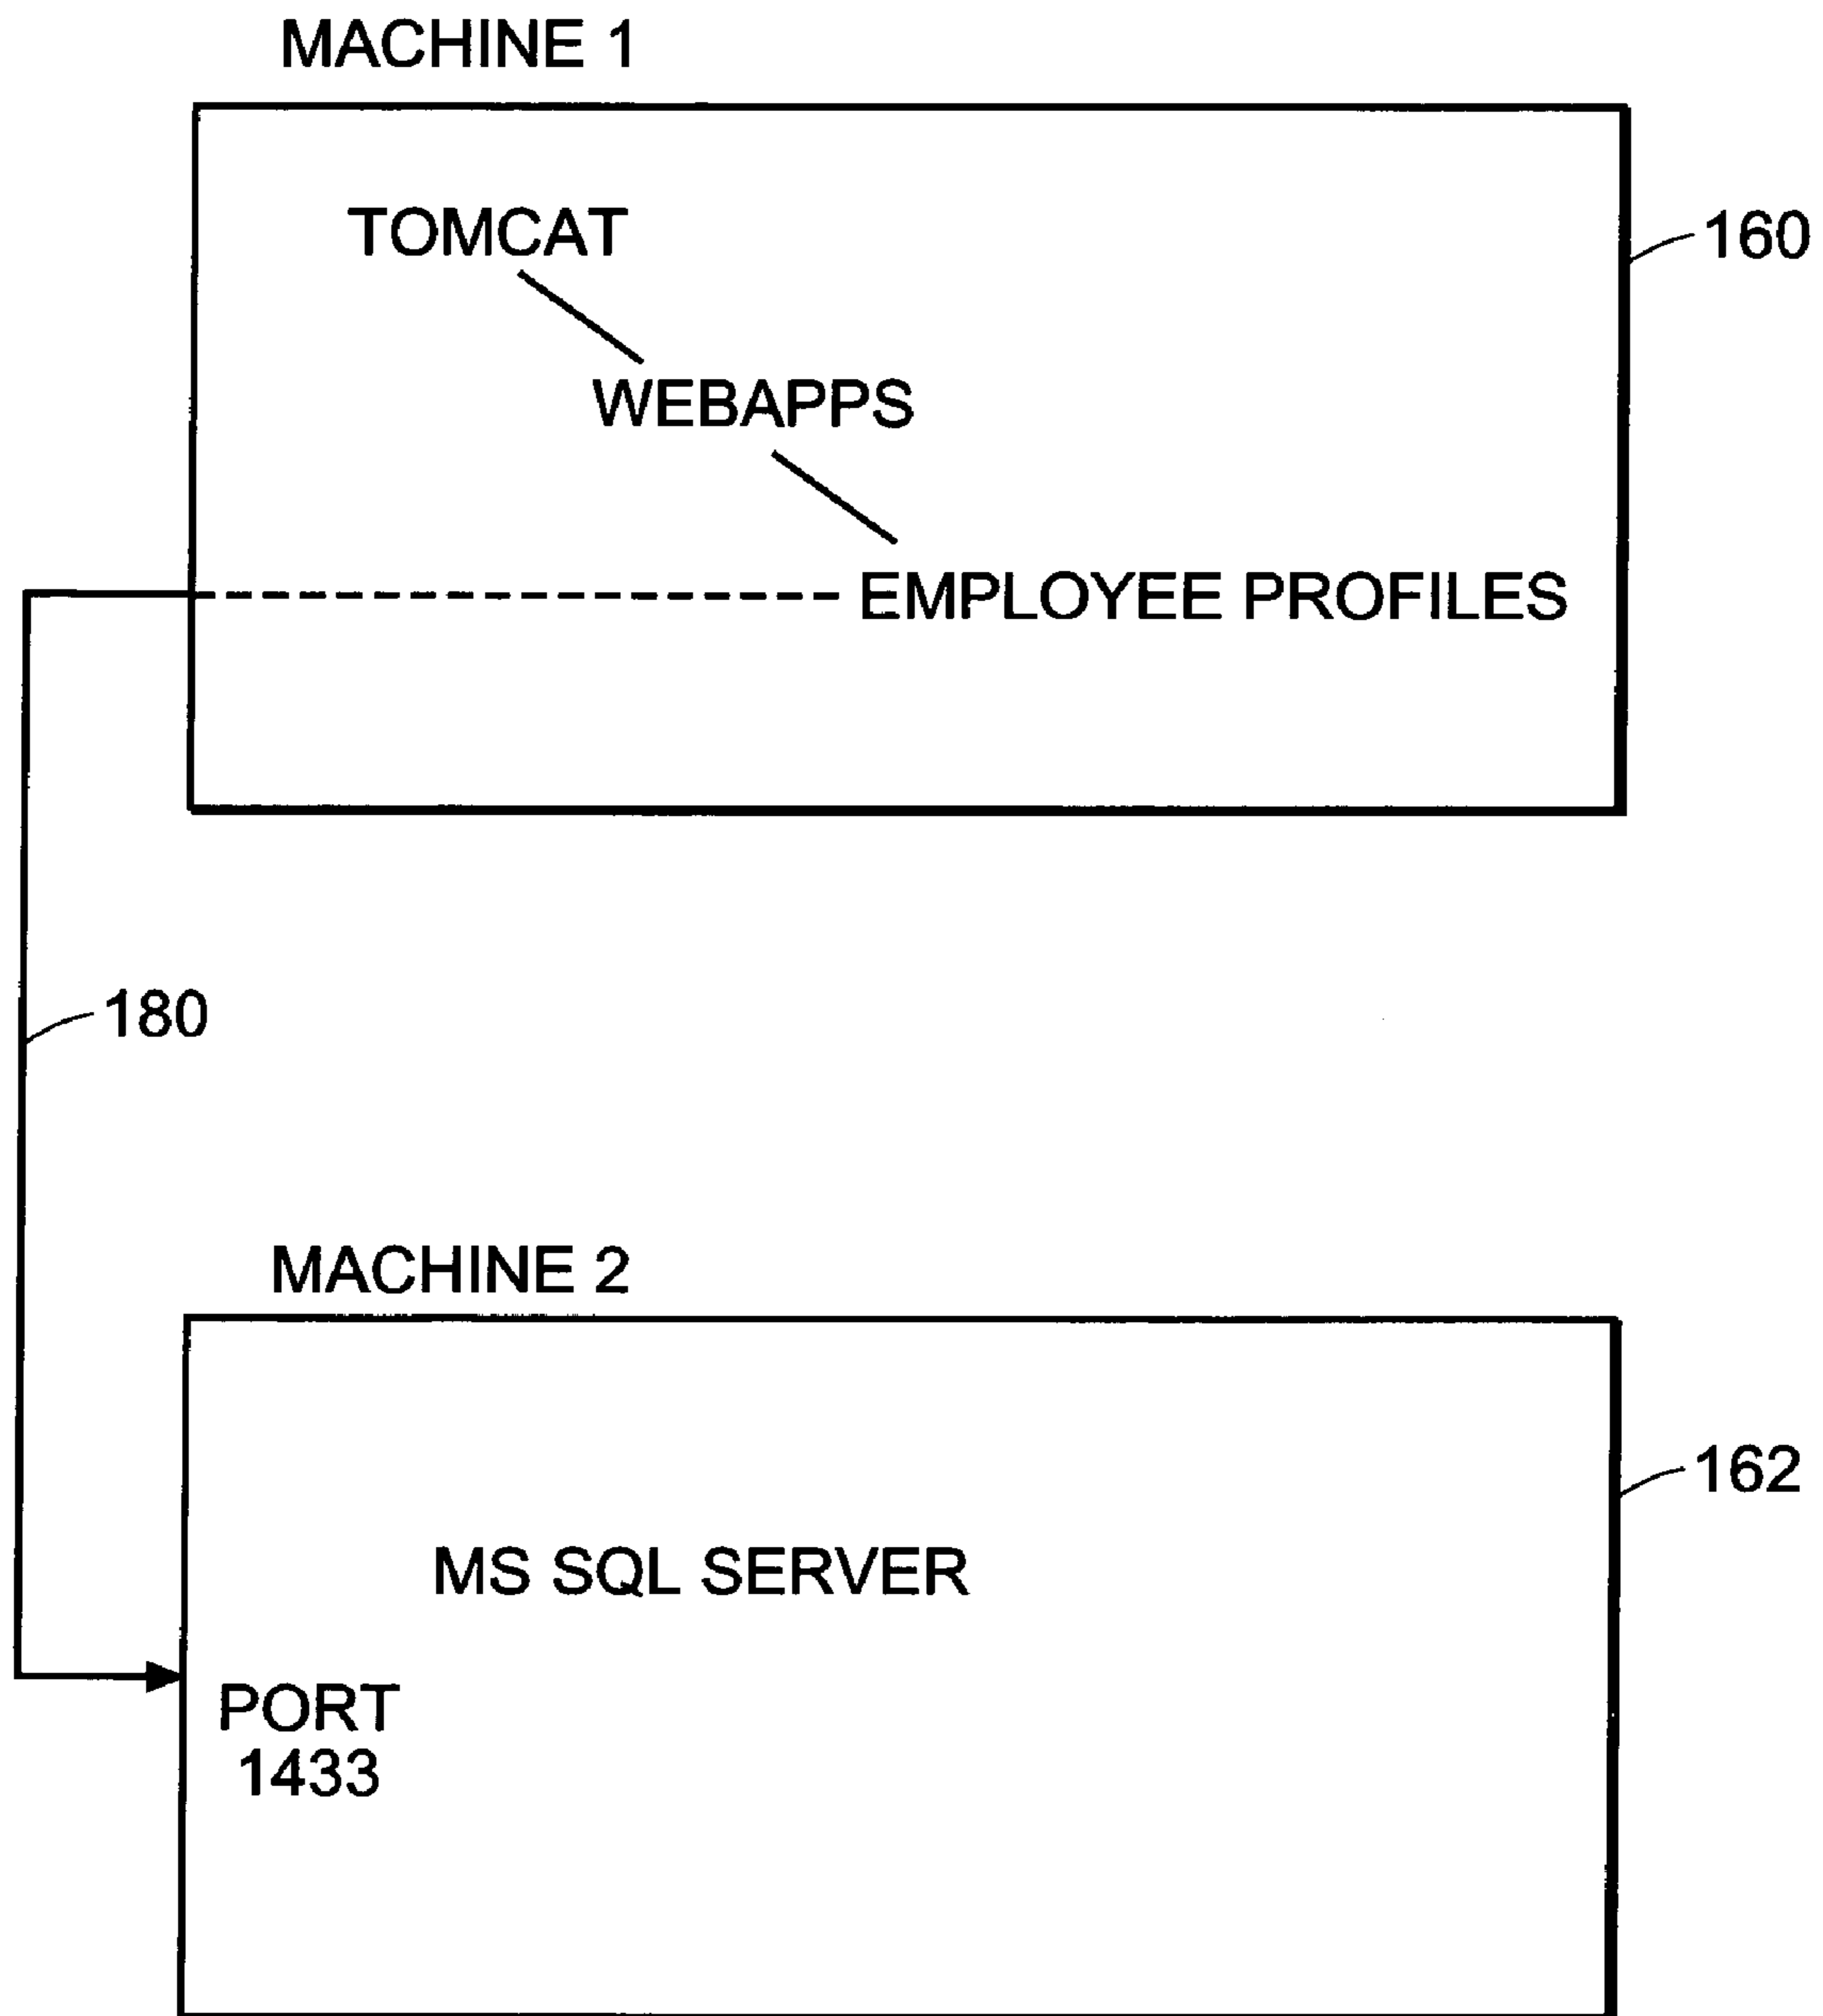 MACHINE 1
TOMCAT
160
WEBAPPS
EMPLOYEE PROFILES
180
MACHINE 2
162
MS SQL SERVER
PORT
1433